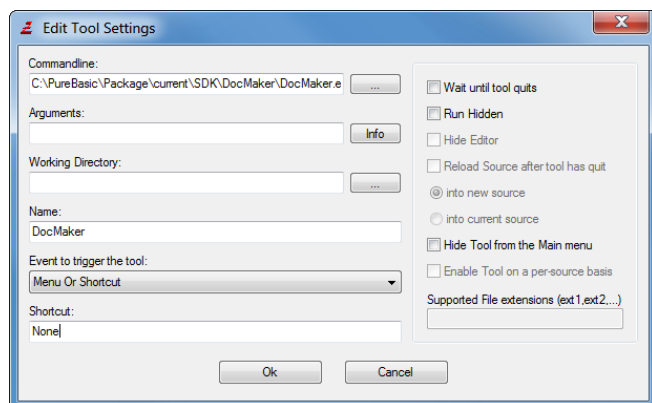 Edit Tool Settings
Commandline:
C:\PureBasic\Package\current\SDK\DocMaker\DocMaker.e
...
Arguments:
Info
Working Directory:
...
Name:
DocMaker
Event to trigger the tool:
Menu Or Shortcut
Shortcut:
None
Wait until tool quits
Run Hidden
Hide Editor
Reload Source after tool has quit
into new source
into current source
Hide Tool from the Main menu
Enable Tool on a per-source basis
Supported File extensions (ext1,ext2,...)
Ok
Cancel